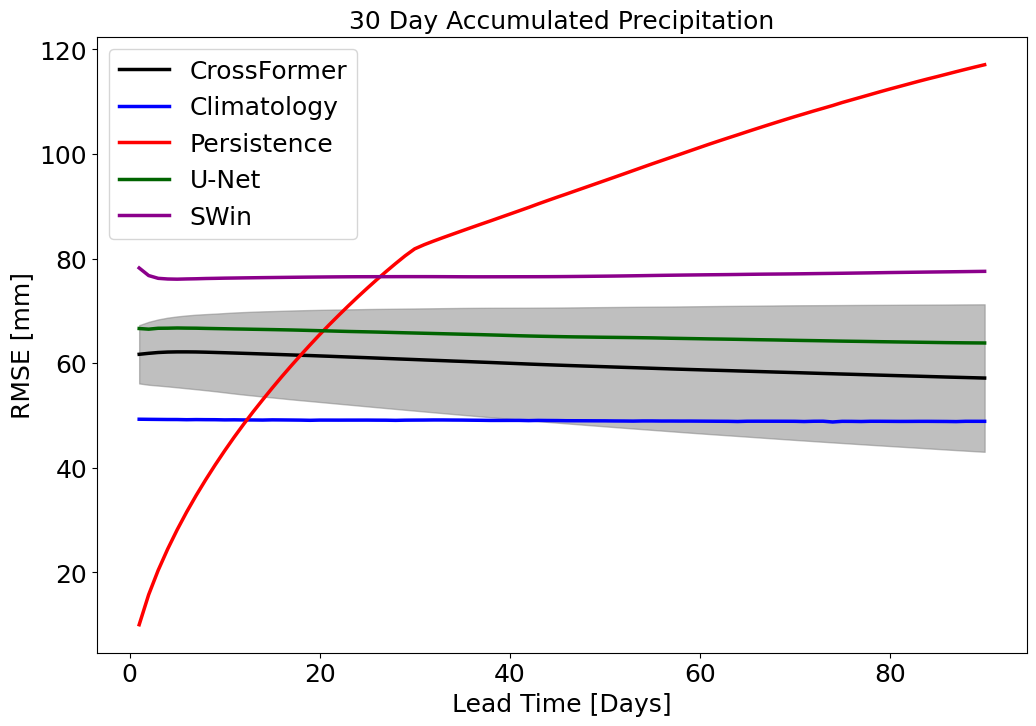 30 Day Accumulated Precipitation
CrossFormer
Climatology
Persistence
U-Net
SWin
RMSE [mm]
120
100
80
60
40
20
0 20 40 60 80
Lead Time [Days]